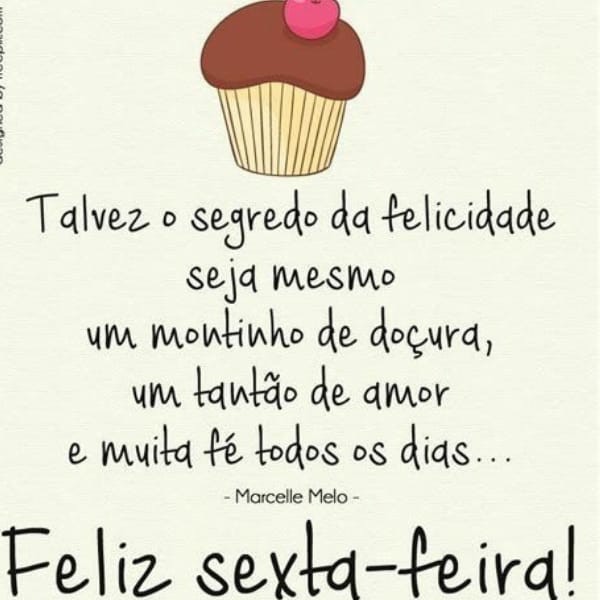 Talvez o segredo da felicidade
seja mesmo
um montinho de doçura,
um tantão de amor
e muita fé todos os dias...
- Marcelle Melo -
Feliz sexta-feira!